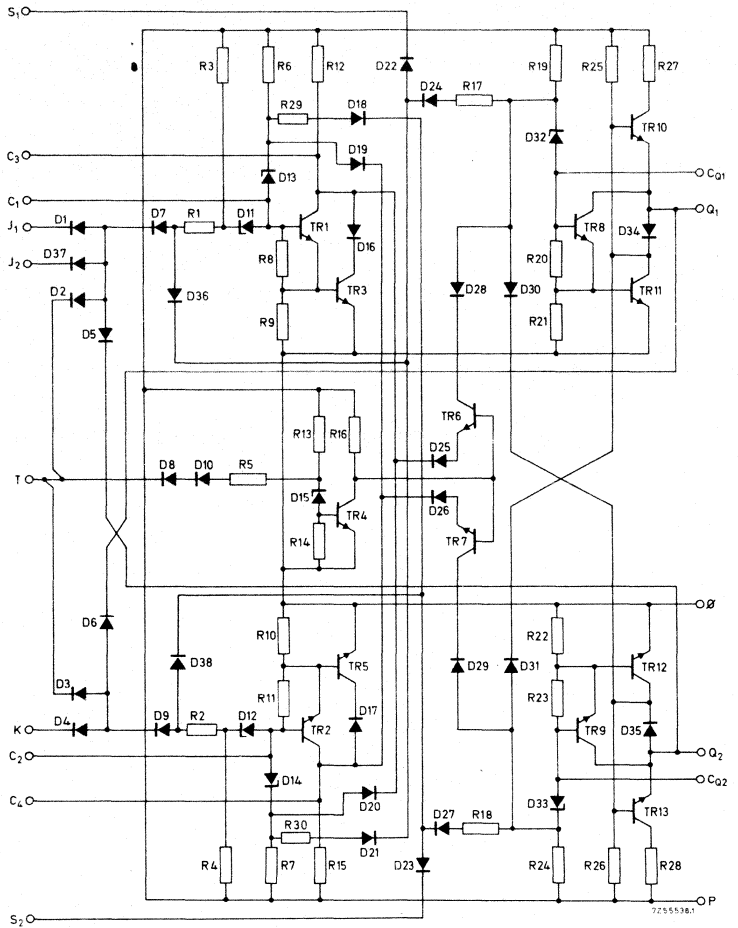 S1
R3
R6
R12
D22
D24
R17
R19
R25
R27
R29
D18
TR10
D32
C3
D19
D13
CQ1
C1
J1
D1
D7
R1
D11
TR1
TR8
Q1
D16
D34
J2
D37
R8
R20
D2
D36
TR3
D28
D30
TR11
R9
R21
D5
TR6
R13
R16
D25
T
D8
D10
R5
D15
TR4
D26
R14
TR7
Ø
D6
R10
R22
D38
TR5
D29
D31
TR12
D3
R11
D17
R23
K
D4
D9
R2
D12
TR2
TR9
D35
Q2
C2
D14
CQ2
C4
D20
D33
TR13
R30
D27
R18
D21
R4
R7
R15
D23
R24
R26
R28
P
7Z55538.1
S2